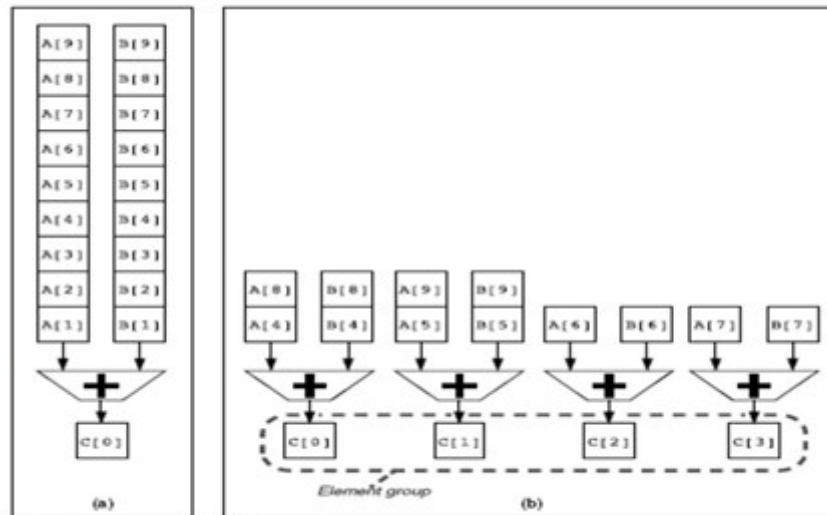 A[9] B[9]
A[8] B[8]
A[7] B[7]
A[6] B[6]
A[5] B[5]
A[4] B[4]
A[3] B[3]
A[2] B[2]
A[1] B[1]
+
C[0]
(a)
A[8] B[8] A[9] B[9]
A[4] B[4] A[5] B[5] A[6] B[6] A[7] B[7]
+ + + +
C[0] C[1] C[2] C[3]
Element group
(b)